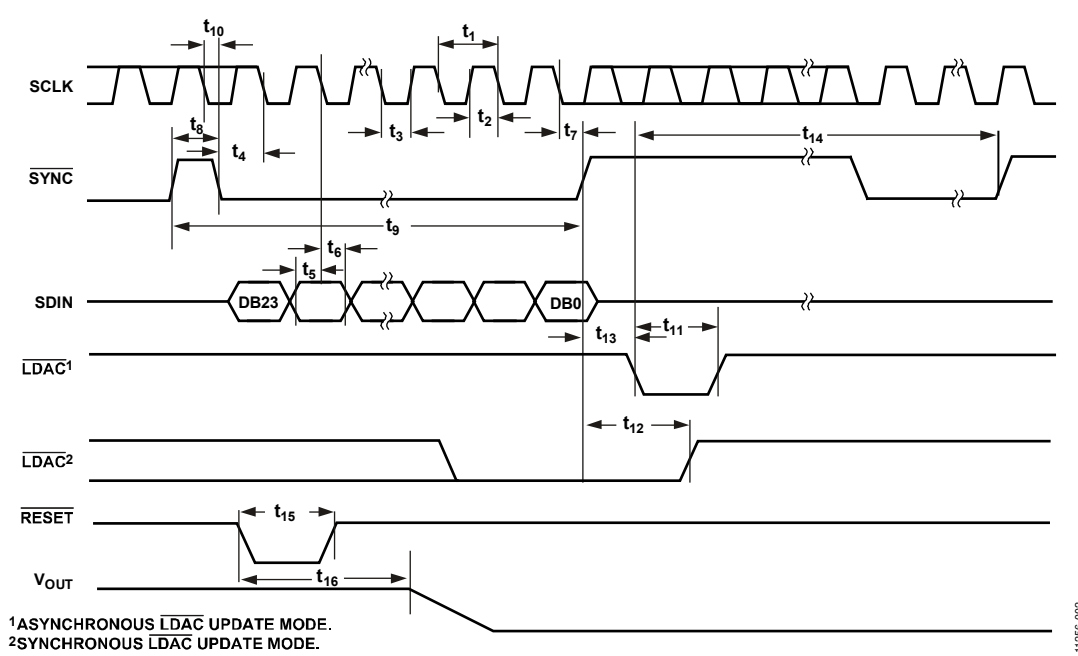 t10
t1
SCLK
t3
t2
t7
t8
t4
t14
SYNC
t9
t6
t5
SDIN
DB23
DB0
t13
t11
LDAC1
t12
LDAC2
RESET
t15
VOUT
t16
1ASYNCHRONOUS LDAC UPDATE MODE.
2SYNCHRONOUS LDAC UPDATE MODE.